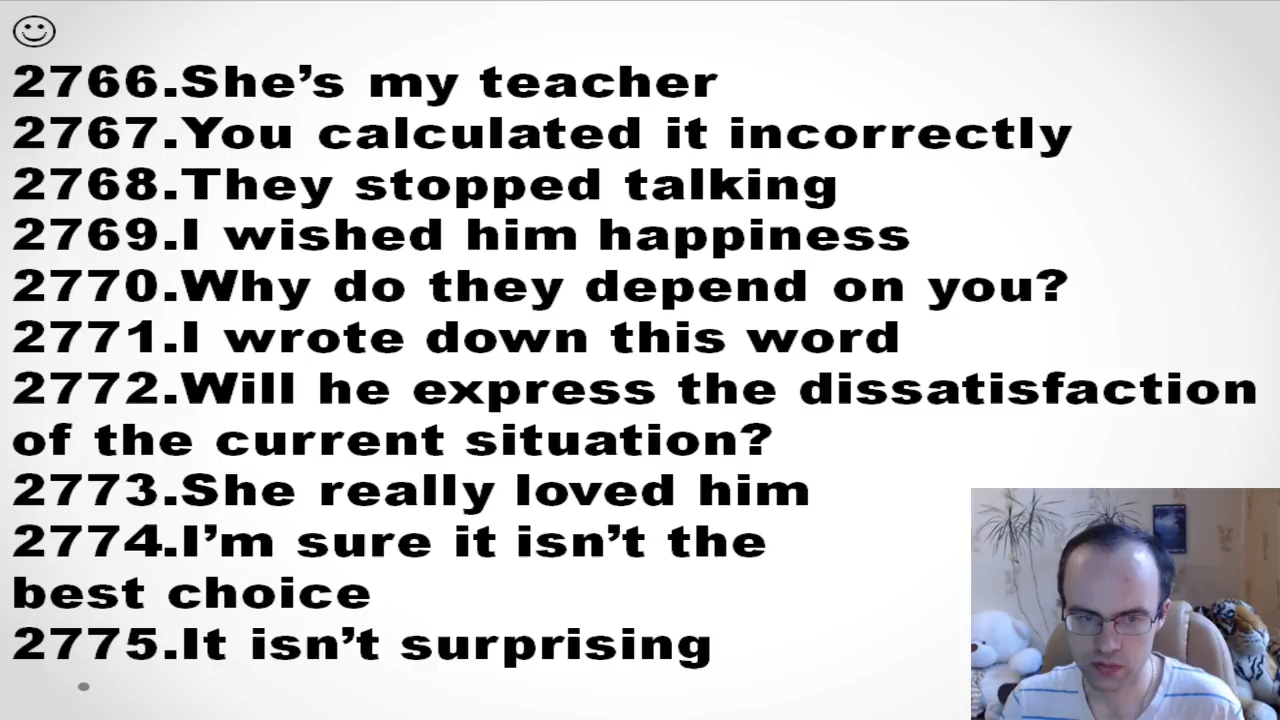 2766.She’s my teacher
2767.You calculated it incorrectly
2768.They stopped talking
2769.I wished him happiness
2770.Why do they depend on you?
2771.I wrote down this word
2772.Will he express the dissatisfaction
of the current situation?
2773.She really loved him
2774.I’m sure it isn’t the
best choice
2775.It isn’t surprising